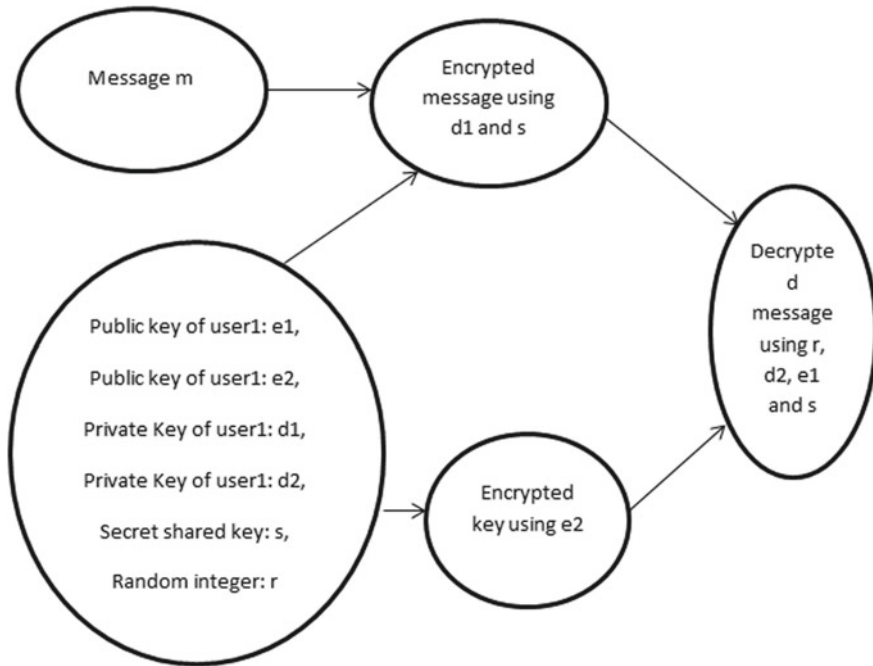 Message m
Encrypted
message using
d1 and s
Decrypte
d
message
using r,
d2, e1
and s
Public key of user1: e1,
Public key of user1: e2,
Private Key of user1: d1,
Private Key of user1: d2,
Secret shared key: s,
Random integer: r
Encrypted
key using e2